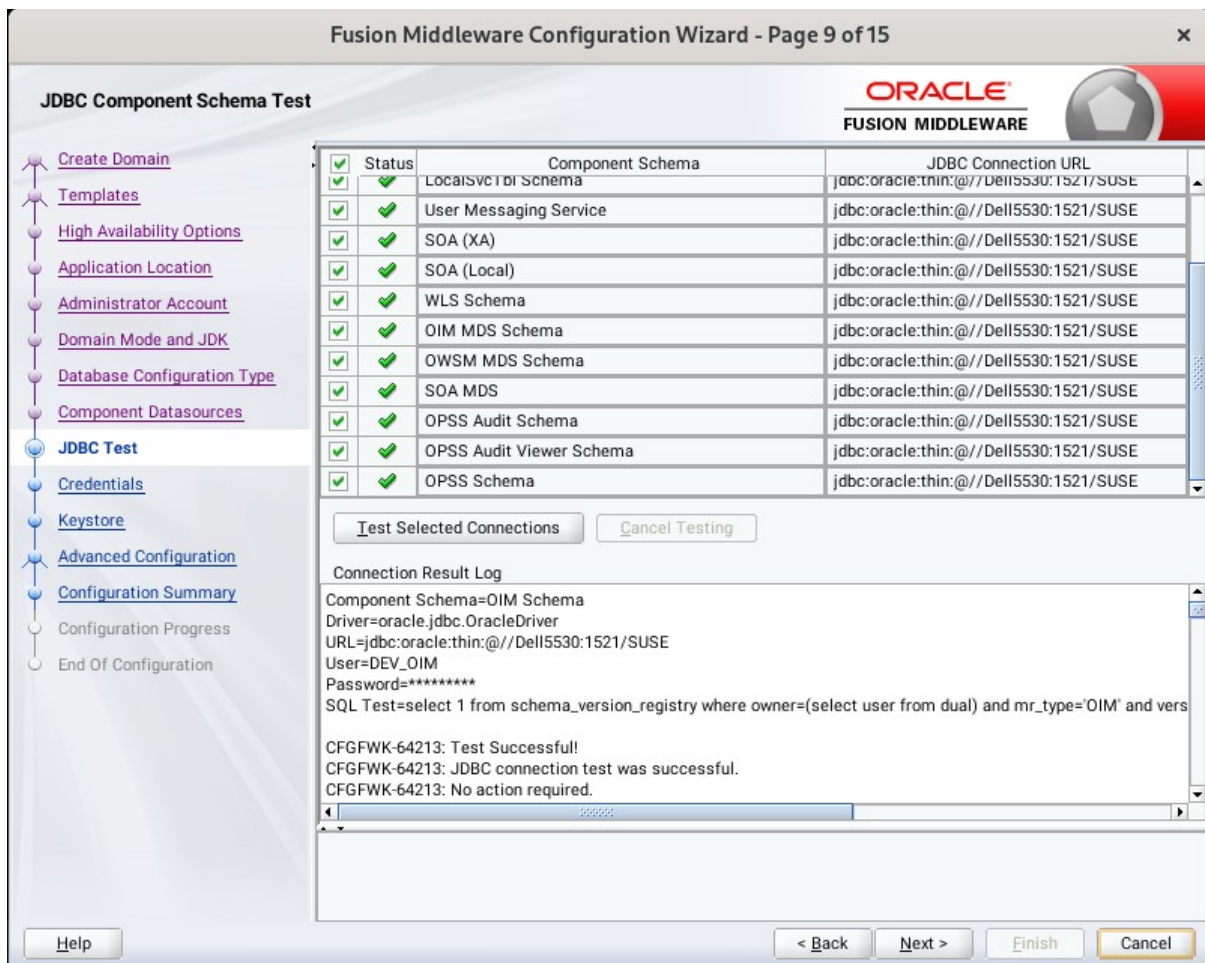 Fusion Middleware Configuration Wizard - Page 9 of 15
JDBC Component Schema Test
ORACLE
FUSION MIDDLEWARE
Create Domain
Templates
High Availability Options
Application Location
Administrator Account
Domain Mode and JDK
Database Configuration Type
Component Datasources
JDBC Test
Credentials
Keystore
Advanced Configuration
Configuration Summary
Configuration Progress
End Of Configuration
Status Component Schema JDBC Connection URL
LocalSvcTbl Schema jdbc:oracle:thin:@//Dell5530:1521/SUSE
User Messaging Service jdbc:oracle:thin:@//Dell5530:1521/SUSE
SOA (XA) jdbc:oracle:thin:@//Dell5530:1521/SUSE
SOA (Local) jdbc:oracle:thin:@//Dell5530:1521/SUSE
WLS Schema jdbc:oracle:thin:@//Dell5530:1521/SUSE
OIM MDS Schema jdbc:oracle:thin:@//Dell5530:1521/SUSE
OWSM MDS Schema jdbc:oracle:thin:@//Dell5530:1521/SUSE
SOA MDS jdbc:oracle:thin:@//Dell5530:1521/SUSE
OPSS Audit Schema jdbc:oracle:thin:@//Dell5530:1521/SUSE
OPSS Audit Viewer Schema jdbc:oracle:thin:@//Dell5530:1521/SUSE
OPSS Schema jdbc:oracle:thin:@//Dell5530:1521/SUSE
Test Selected Connections Cancel Testing
Connection Result Log
Component Schema=OIM Schema
Driver=oracle.jdbc.OracleDriver
URL=jdbc:oracle:thin:@//Dell5530:1521/SUSE
User=DEV_OIM
Password=*********
SQL Test=select 1 from schema_version_registry where owner=(select user from dual) and mr_type='OIM' and vers
CFGFWK-64213: Test Successful!
CFGFWK-64213: JDBC connection test was successful.
CFGFWK-64213: No action required.
Help < Back Next > Finish Cancel